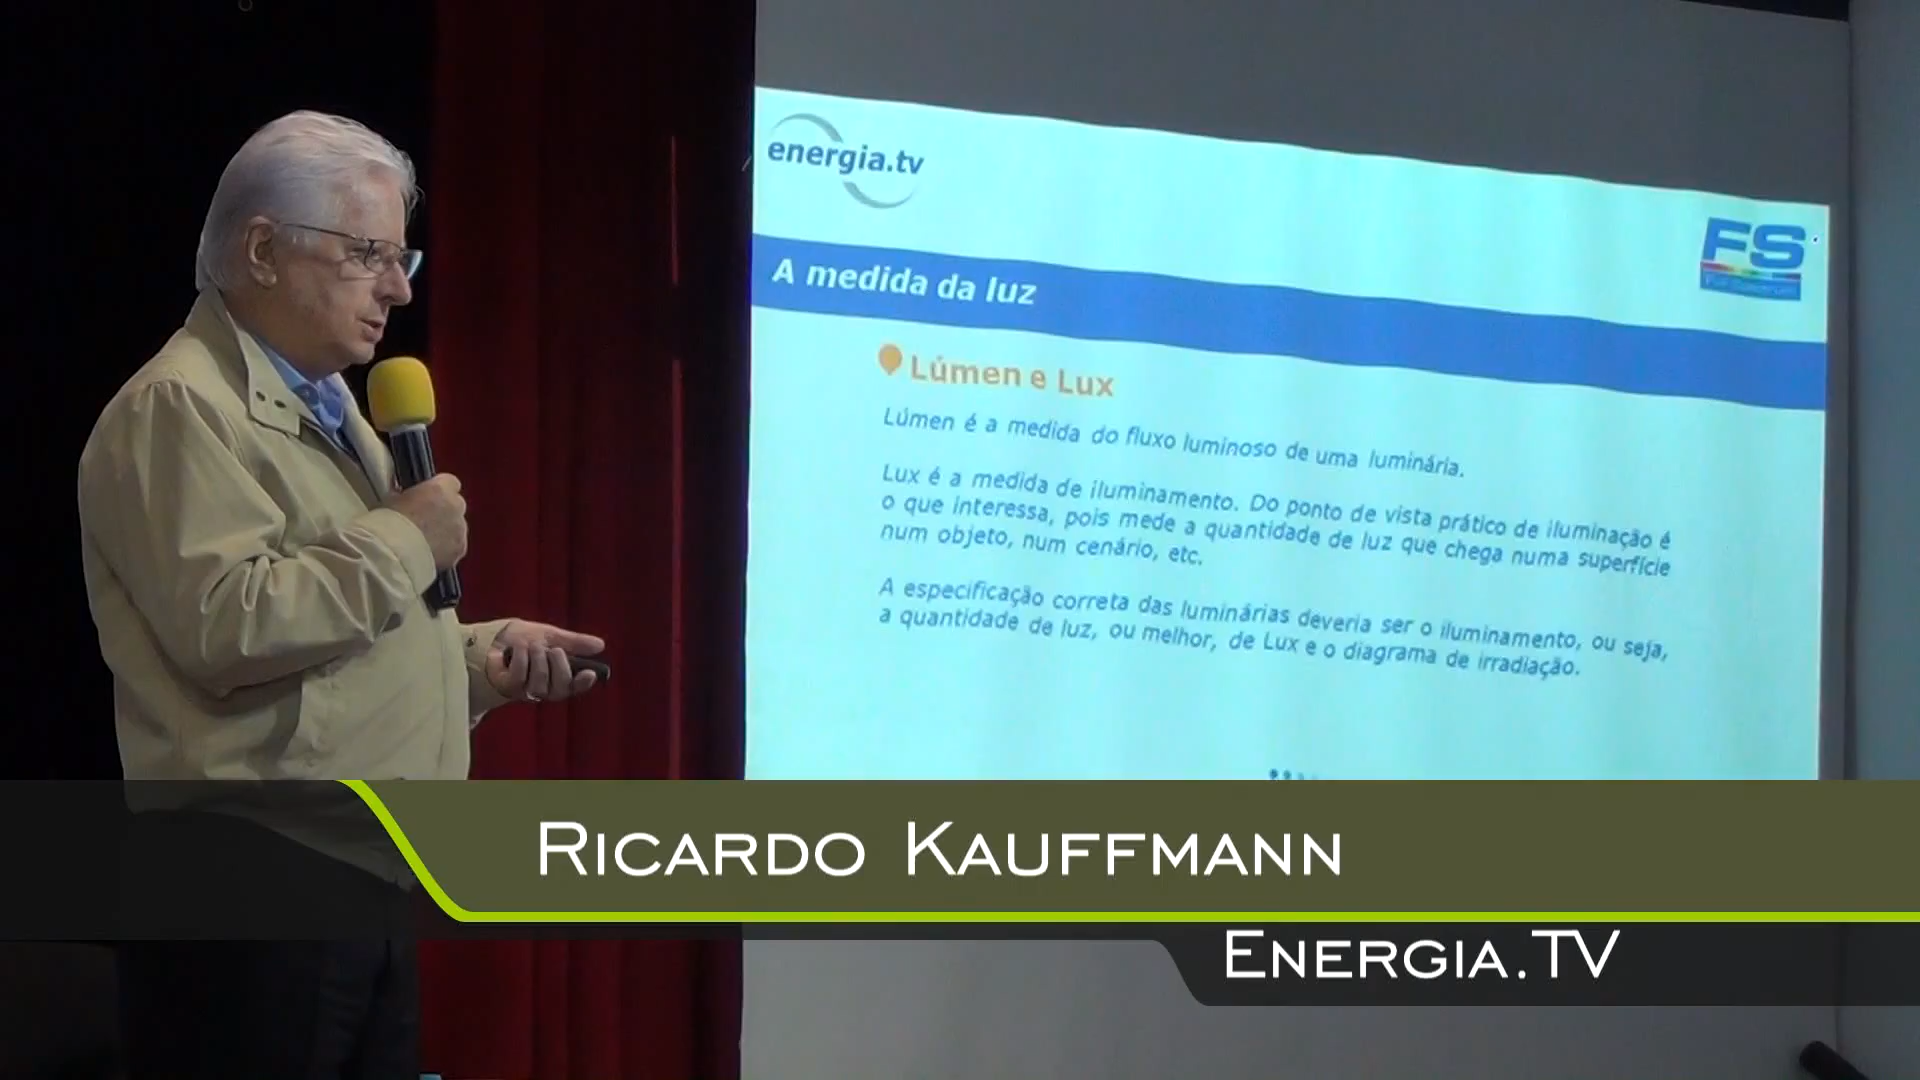 energia.tv
FS
Full Spectrum
A medida da luz
Lúmen e Lux
Lúmen é a medida do fluxo luminoso de uma luminária.
Lux é a medida de iluminamento. Do ponto de vista prático de iluminação é
o que interessa, pois mede a quantidade de luz que chega numa superfície
num objeto, num cenário, etc.
A especificação correta das luminárias deveria ser o iluminamento, ou seja,
a quantidade de luz, ou melhor, de Lux e o diagrama de irradiação.
RICARDO KAUFFMANN
ENERGIA.TV